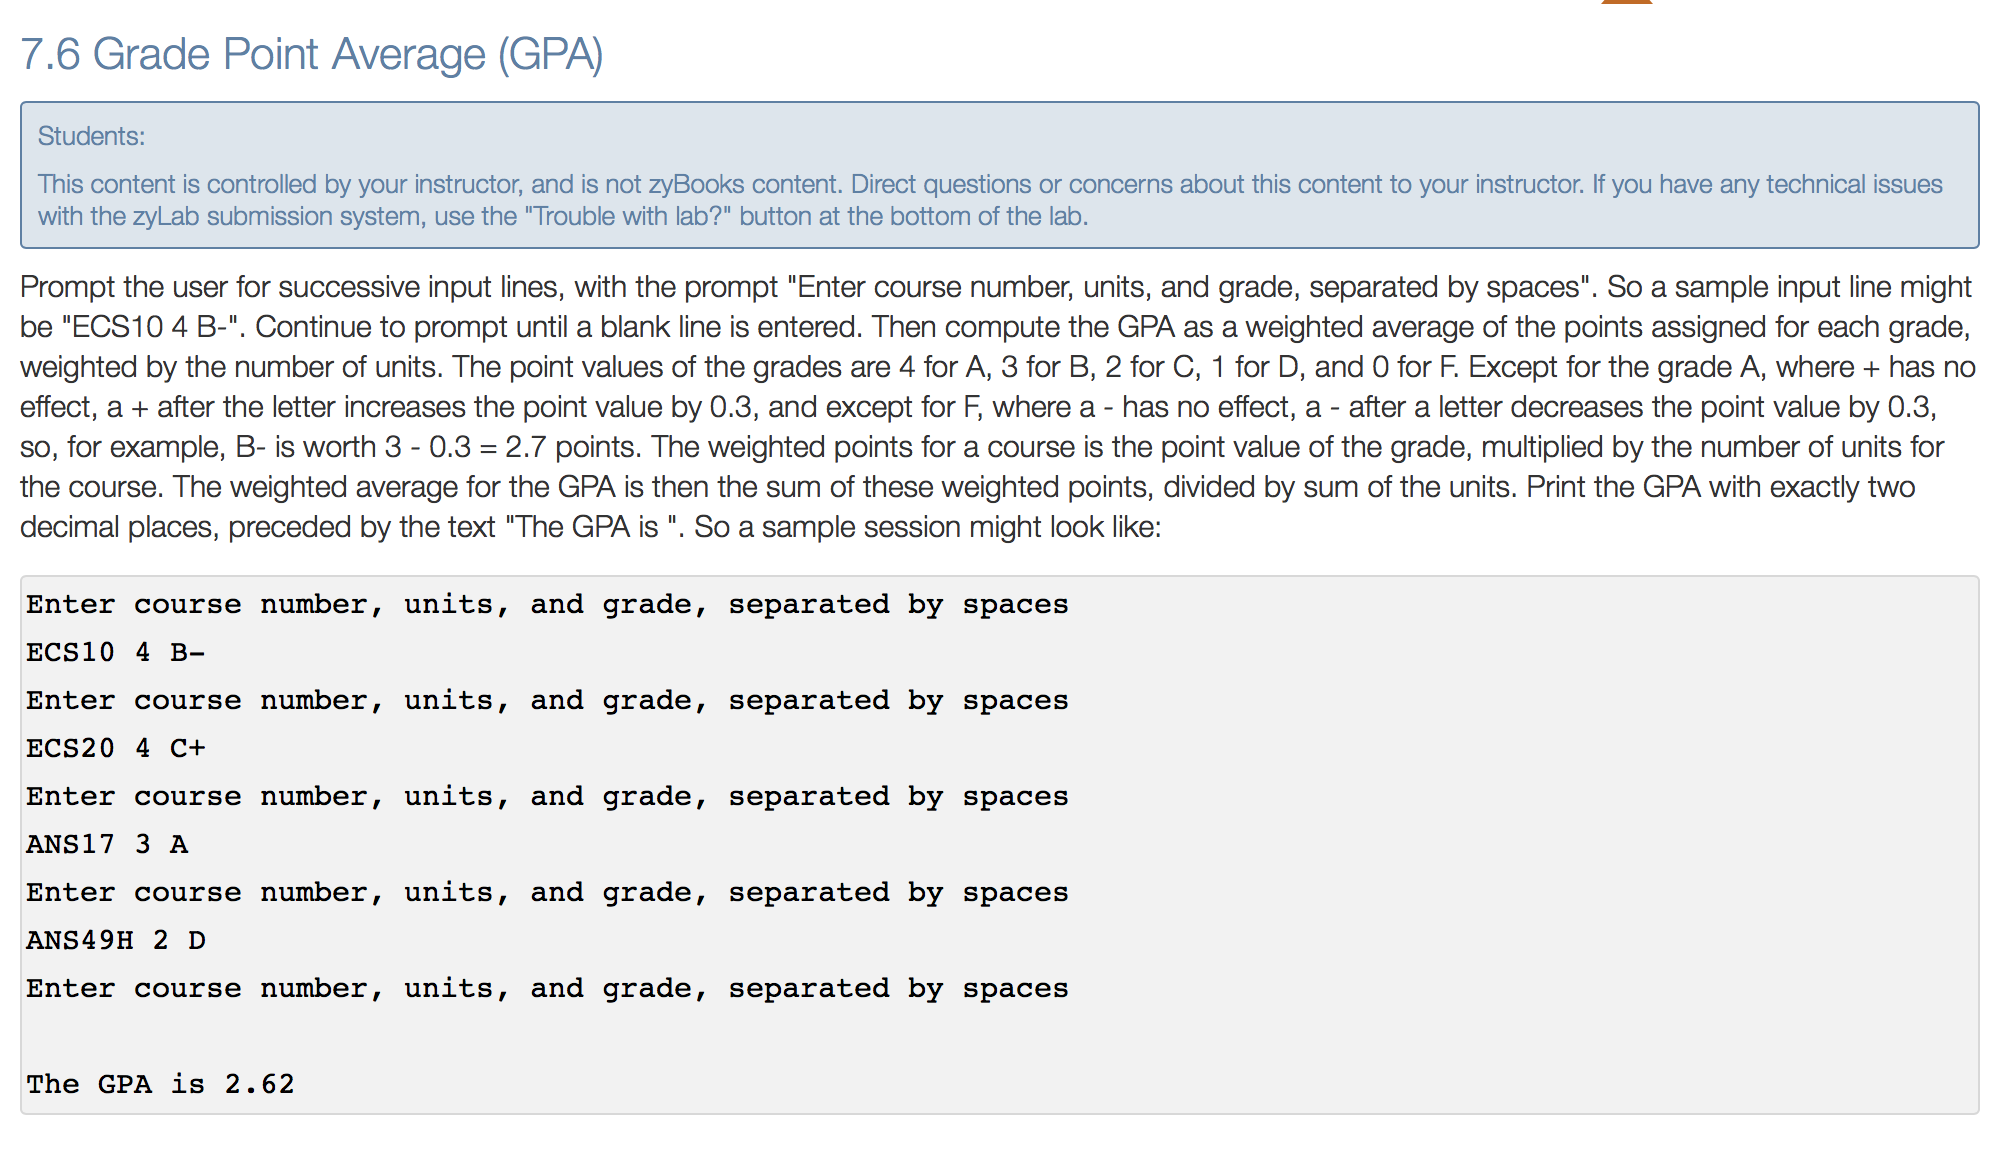 7.6 Grade Point Average (GPA)
Students:
This content is controlled by your instructor, and is not zyBooks content. Direct questions or concerns about this content to your instructor. If you have any technical issues
with the zyLab submission system, use the "Trouble with lab?" button at the bottom of the lab.
Prompt the user for successive input lines, with the prompt "Enter course number, units, and grade, separated by spaces". So a sample input line might
be "ECS10 4 B-". Continue to prompt until a blank line is entered. Then compute the GPA as a weighted average of the points assigned for each grade,
weighted by the number of units. The point values of the grades are 4 for A, 3 for B, 2 for C, 1 for D, and 0 for F. Except for the grade A, where + has no
effect, a + after the letter increases the point value by 0.3, and except for F, where a - has no effect, a - after a letter decreases the point value by 0.3,
so, for example, B- is worth 3 - 0.3 = 2.7 points. The weighted points for a course is the point value of the grade, multiplied by the number of units for
the course. The weighted average for the GPA is then the sum of these weighted points, divided by sum of the units. Print the GPA with exactly two
decimal places, preceded by the text "The GPA is ". So a sample session might look like:
Enter course number, units, and grade, separated by spaces
ECS10 4 B-
Enter course number, units, and grade, separated by spaces
ECS20 4 C+
Enter course number, units, and grade, separated by spaces
ANS17 3 A
Enter course number, units, and grade, separated by spaces
ANS49H 2 D
Enter course number, units, and grade, separated by spaces
The GPA is 2.62